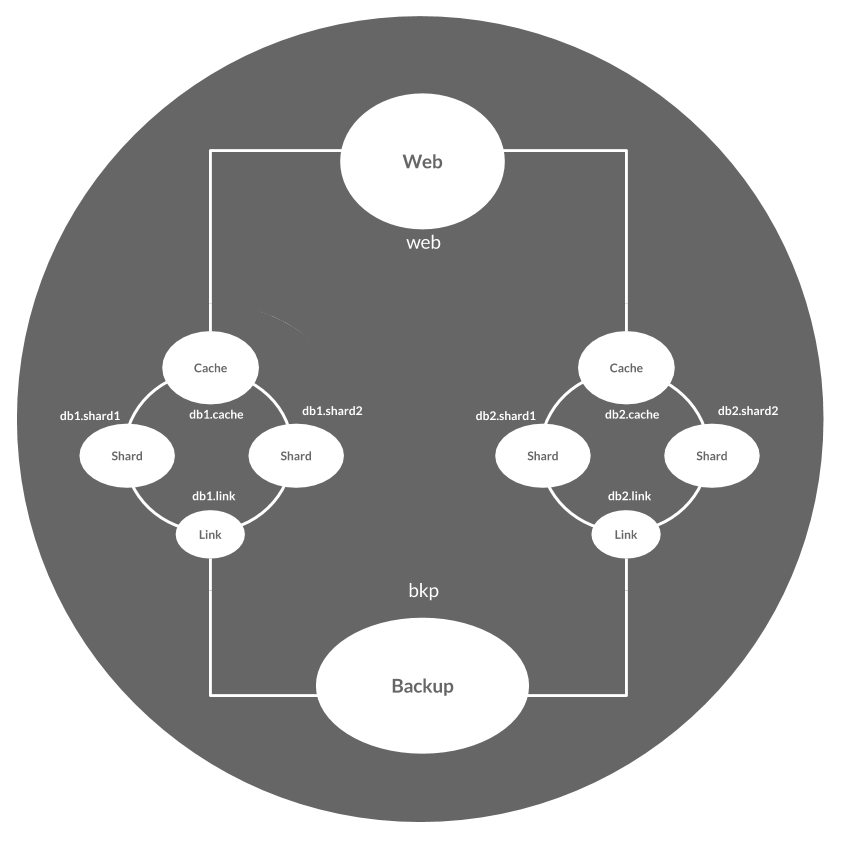 Web
web
Cache
db1.shard1
db1.cache
db1.shard2
Shard
Shard
db1.link
Link
Cache
db2.shard1
db2.cache
db2.shard2
Shard
Shard
db2.link
Link
bkp
Backup